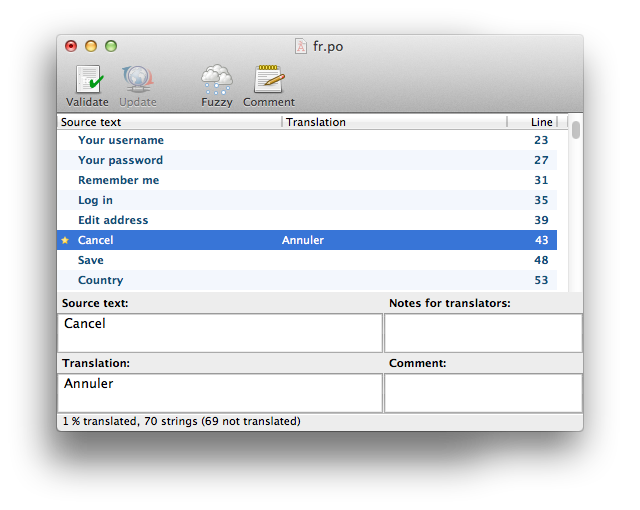 fr.po
Validate Update Fuzzy Comment
Source text Translation Line
Your username 23
Your password 27
Remember me 31
Log in 35
Edit address 39
Cancel Annuler 43
Save 48
Country 53
Source text: Notes for translators:
Cancel
Translation: Comment:
Annuler
1 % translated, 70 strings (69 not translated)